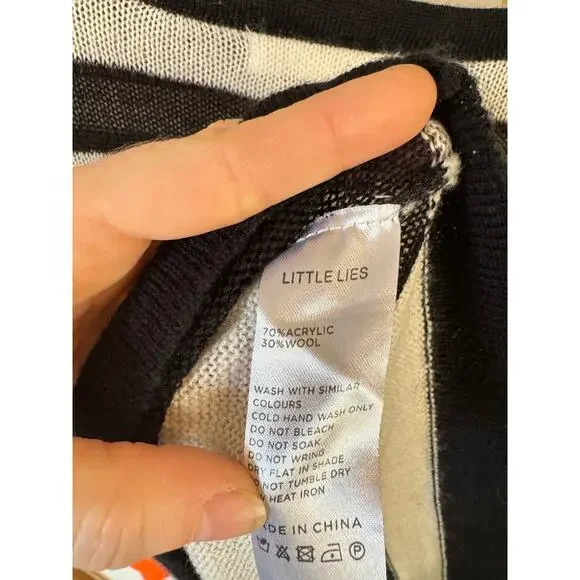 LITTLE LIES
70%ACRYLIC
30%WOOL
WASH WITH SIMILAR
COLOURS
COLD HAND WASH ONLY
DO NOT BLEACH
DO NOT SOAK
DO NOT WRING
DRY FLAT IN SHADE
NOT TUMBLE DRY
HEAT IRON
DE IN CHINA